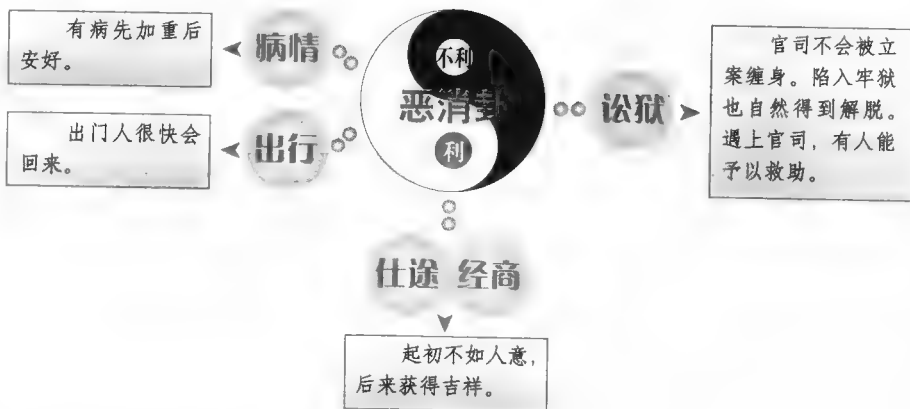 有病先加重后
安好。
病情
出门人很快会
回来。
出行
不利
恶消卦
利
讼狱
官司不会被立
案缠身。陷入牢狱
也自然得到解脱。
遇上官司，有人能
予以救助。
仕途 经商
起初不如人意，
后来获得吉祥。